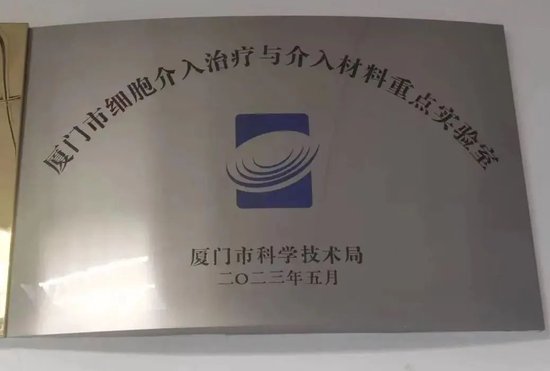 厦门市细胞介入治疗与介入材料重点实验室
厦门市科学技术局
二〇二三年五月